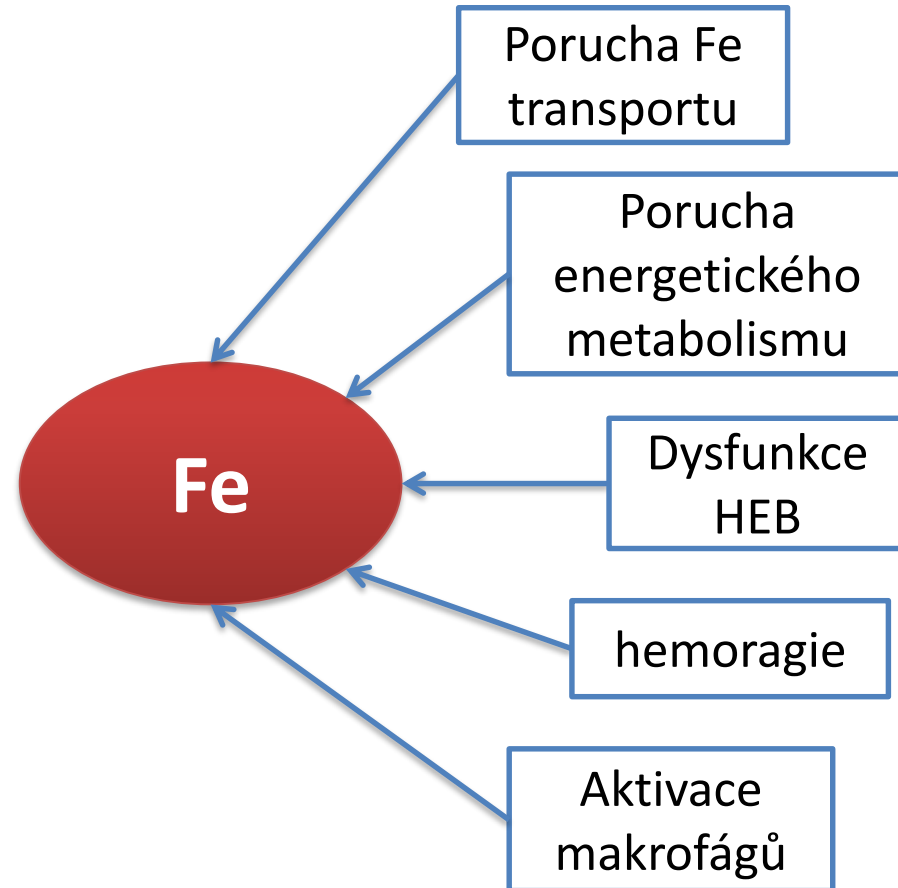 Porucha Fe
transportu
Porucha
energetického
metabolismu
Fe
Dysfunkce
HEB
hemoragie
Aktivace
makrofágů